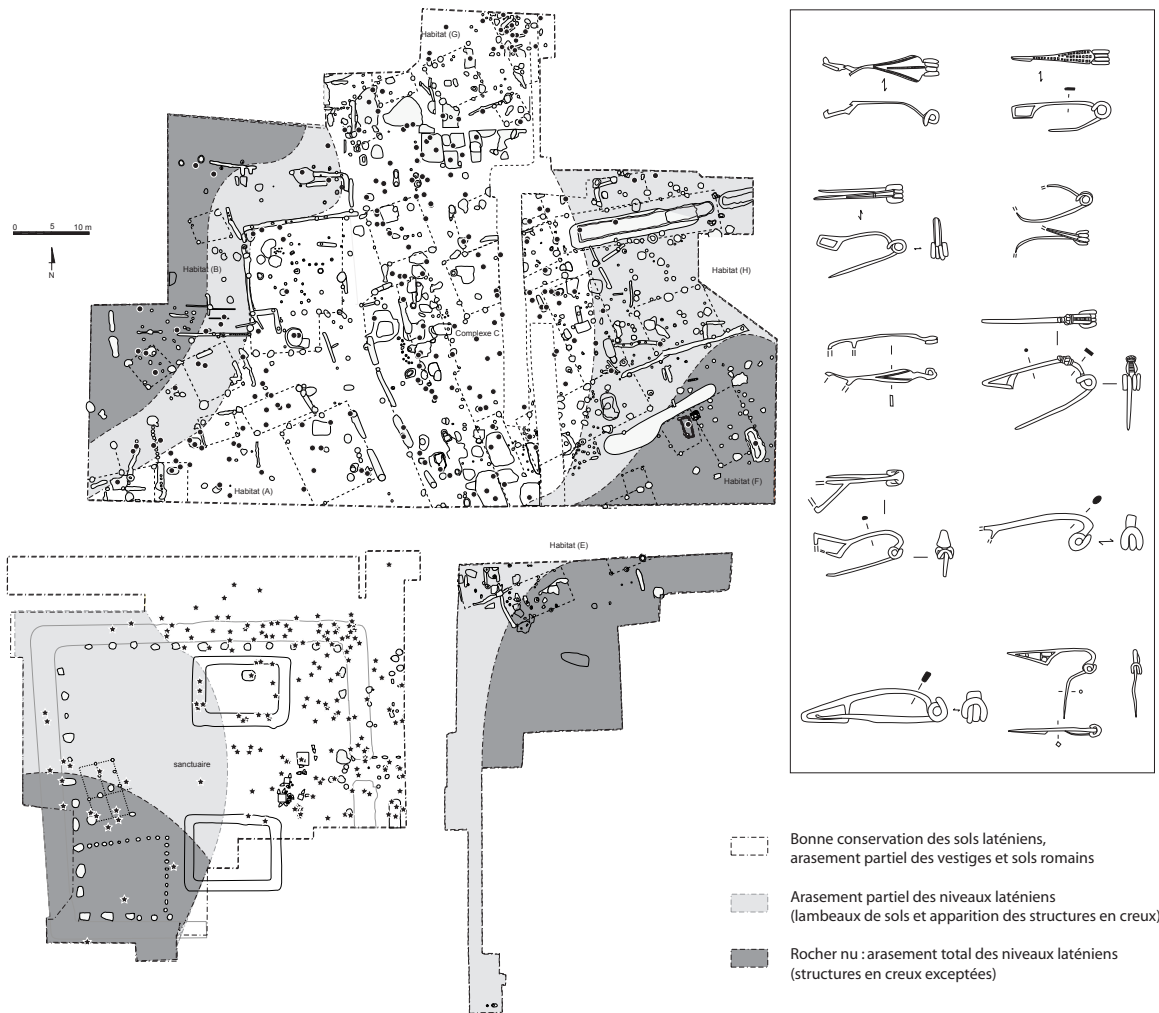 Habitat (G)
0 5 10 m
N
Habitat (B)
Habitat (H)
Complexe C
Habitat (A)
Habitat (F)
Habitat (E)
sanctuaire
Bonne conservation des sols laténiens,
arasement partiel des vestiges et sols romains
Arasement partiel des niveaux laténiens
(lambeaux de sols et apparition des structures en creux)
Rocher nu : arasement total des niveaux laténiens
(structures en creux exceptées)